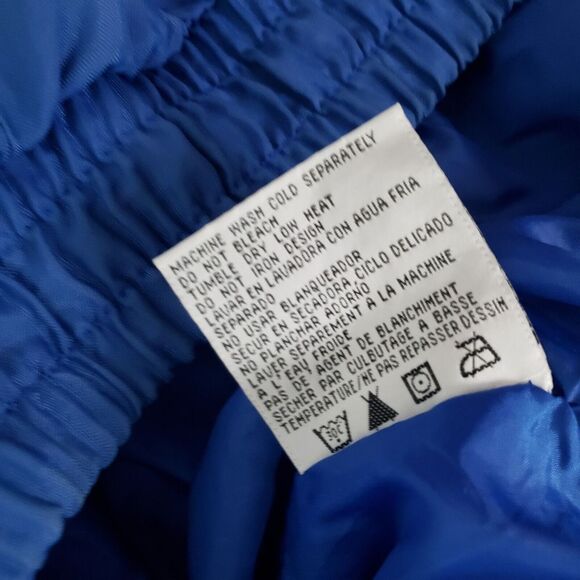 MACHINE WASH COLD SEPARATELY
DO NOT BLEACH
TUMBLE DRY LOW HEAT
DO NOT IRON DESIGN
LAVAR EN LAVADORA CON AGUA FRIA
SEPARADO
NO USAR BLANQUEADOR
SECUR EN SECADORA, CICLO DELICADO
NO PLANCHAR ADORNO
LAVER SEPAREMENT À LA MACHINE
A L'EAU FROIDE
PAS DE AGENT DE BLANCHIMENT
SECHER PAR CULBUTAGE A BASSE
TEMPERATURE/NE PAS REPASSER DESSIN
30C